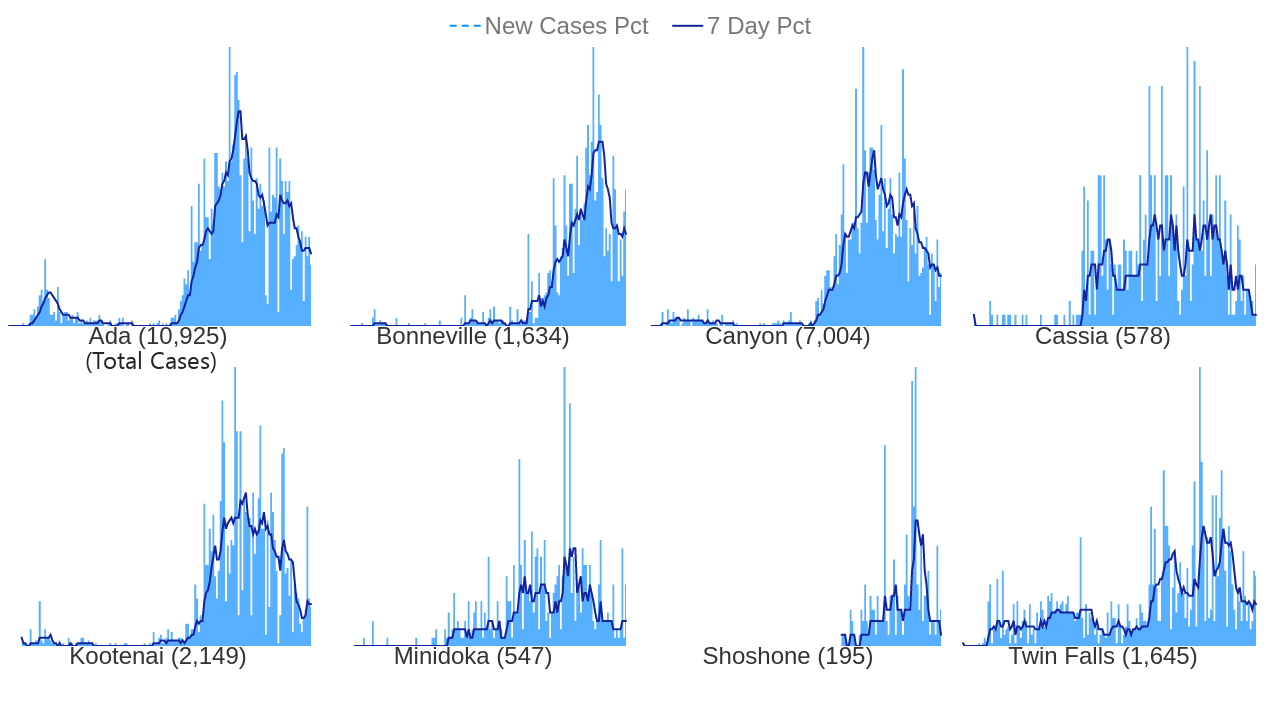 New Cases Pct 7 Day Pct
Ada (10,925)
(Total Cases)
Bonneville (1,634)
Canyon (7,004)
Cassia (578)
Kootenai (2,149)
Minidoka (547)
Shoshone (195)
Twin Falls (1,645)